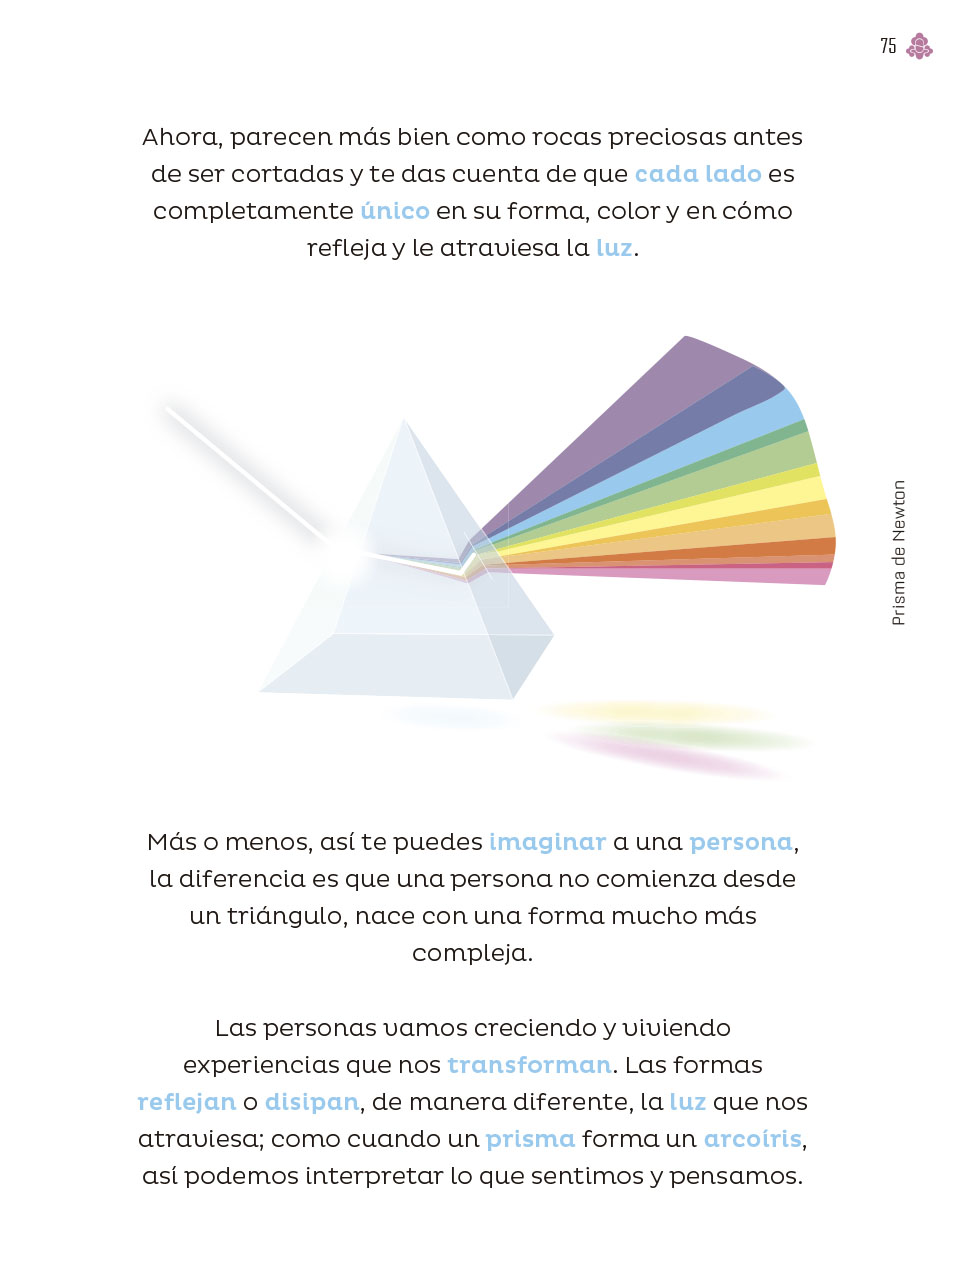 75
Ahora, parecen más bien como rocas preciosas antes
de ser cortadas y te das cuenta de que cada lado es
completamente único en su forma, color y en cómo
refleja y le atraviesa la luz.
Prisma de Newton
Más o menos, así te puedes imaginar a una persona,
la diferencia es que una persona no comienza desde
un triángulo, nace con una forma mucho más
compleja.
Las personas vamos creciendo y viviendo
experiencias que nos transforman. Las formas
reflejan o disipan, de manera diferente, la luz que nos
atraviesa; como cuando un prisma forma un arcoíris,
así podemos interpretar lo que sentimos y pensamos.